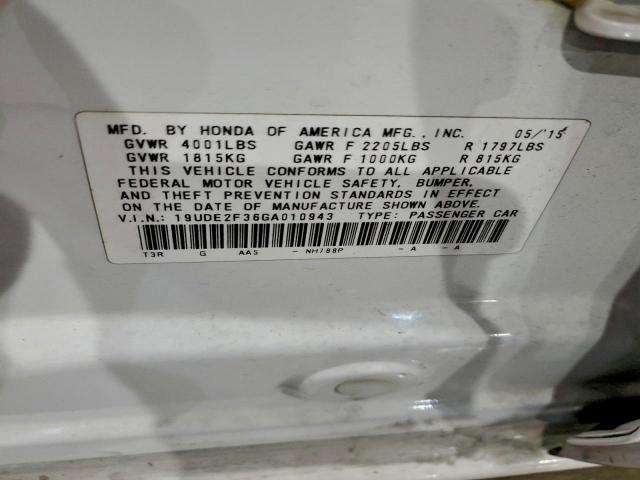 MFD. BY HONDA OF AMERICA MFG., INC. 05/'15
GVWR 4001LBS GAWR F 2205LBS R 1797LBS
GVWR 1815KG GAWR F 1000KG R 815KG
THIS VEHICLE CONFORMS TO ALL APPLICABLE
FEDERAL MOTOR VEHICLE SAFETY, BUMPER,
AND THEFT PREVENTION STANDARDS IN EFFECT
ON THE DATE OF MANUFACTURE SHOWN ABOVE.
V.I.N.: 19UDE2F36GA010943 TYPE: PASSENGER CAR
T3R G AA5 - NH788P - A - A